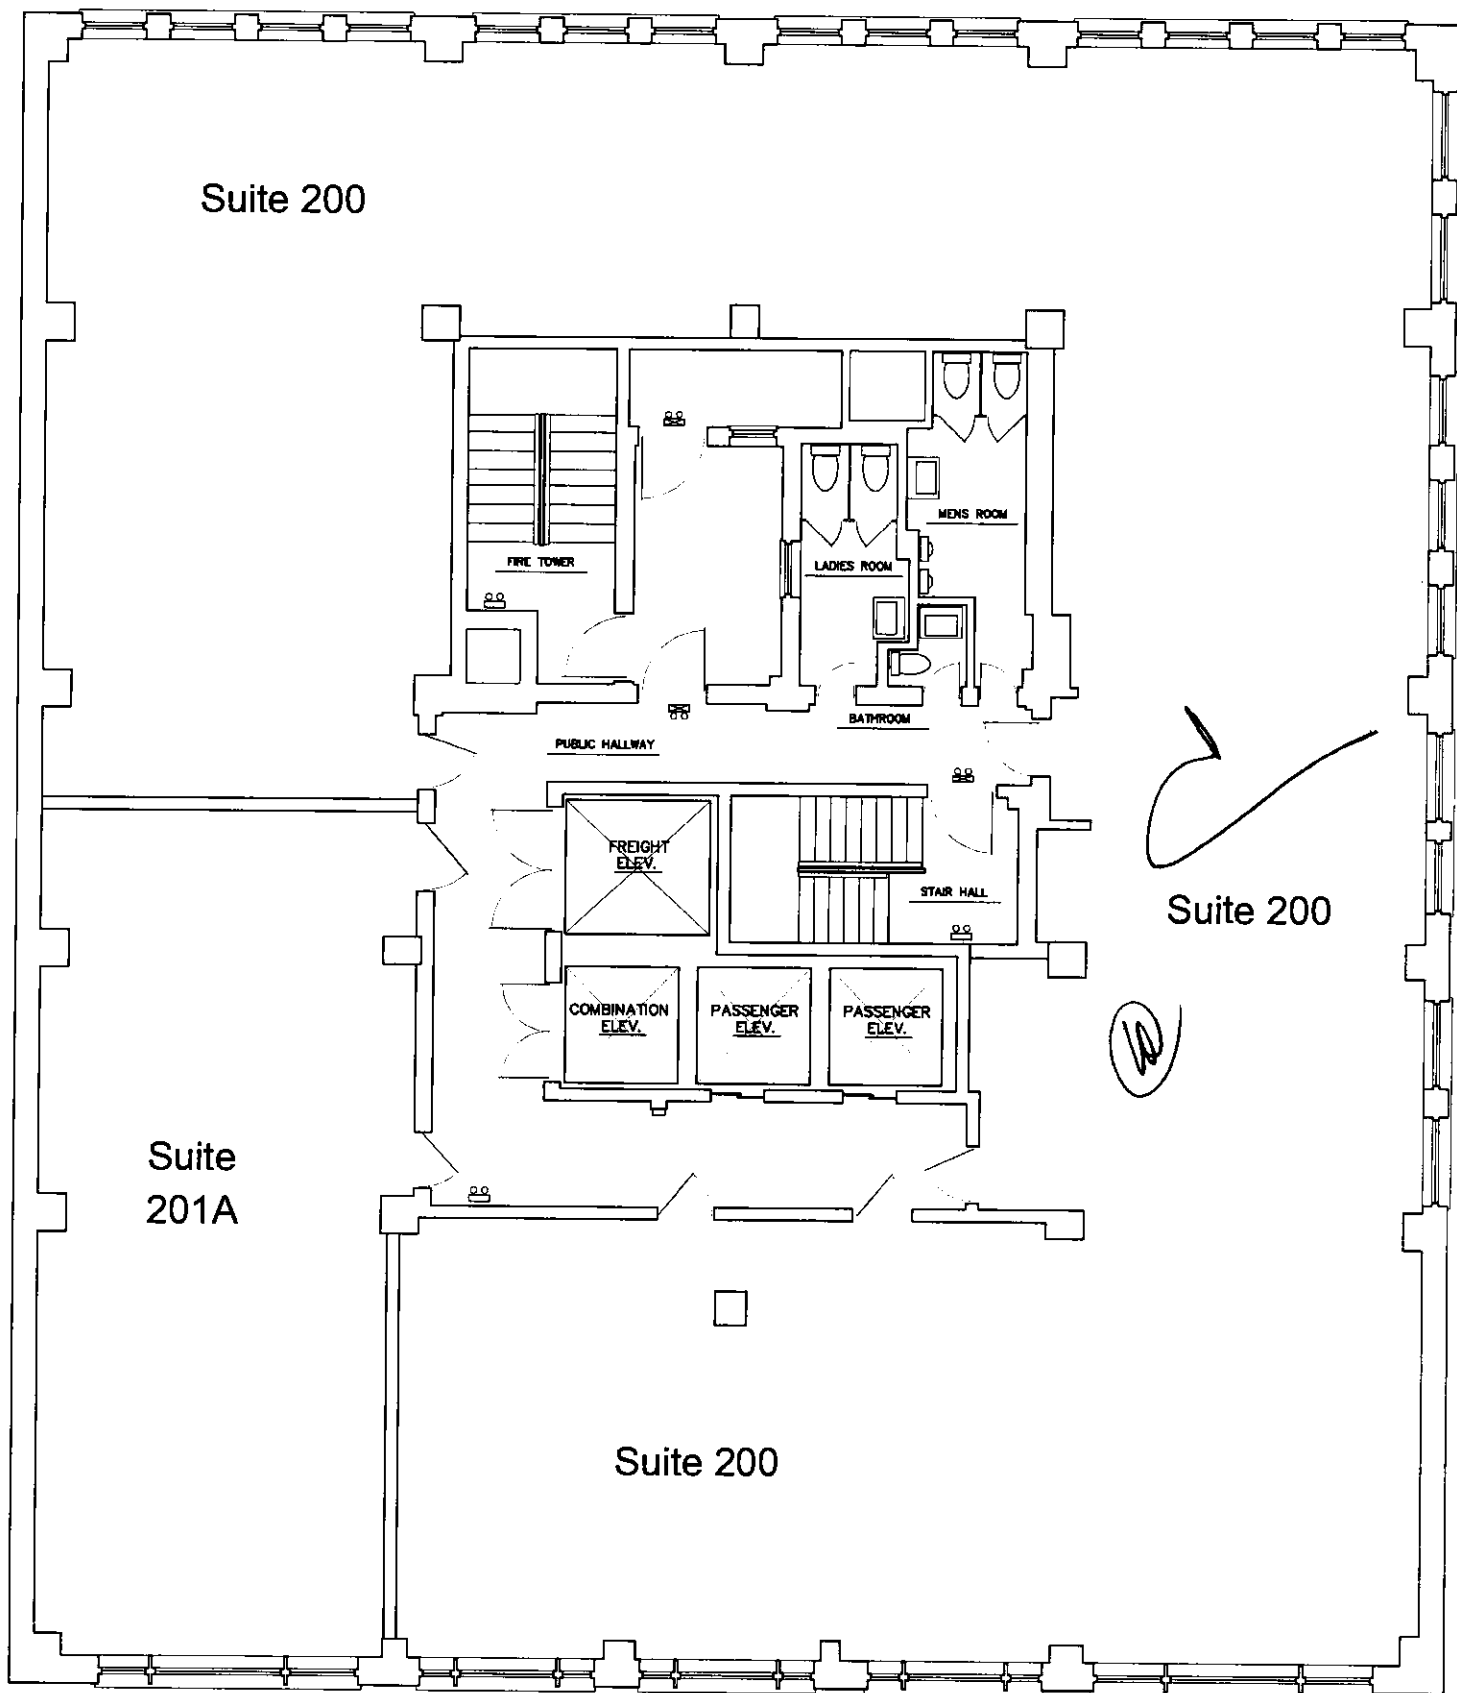 Suite 200
MENS ROOM
FIRE TOWER
LADIES ROOM
BATHROOM
PUBLIC HALLWAY
FREIGHT
ELEV.
STAIR HALL
Suite 200
COMBINATION
ELEV.
PASSENGER
ELEV.
PASSENGER
ELEV.
Suite
201A
Suite 200